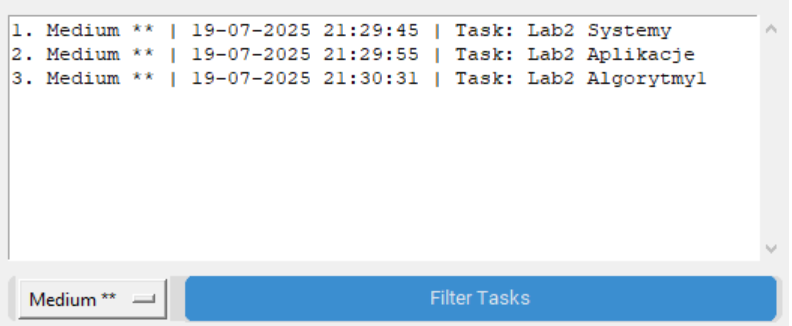 1. Medium ** | 19-07-2025 21:29:45 | Task: Lab2 Systemy
2. Medium ** | 19-07-2025 21:29:55 | Task: Lab2 Aplikacje
3. Medium ** | 19-07-2025 21:30:31 | Task: Lab2 Algorytmy1
Medium ** Filter Tasks